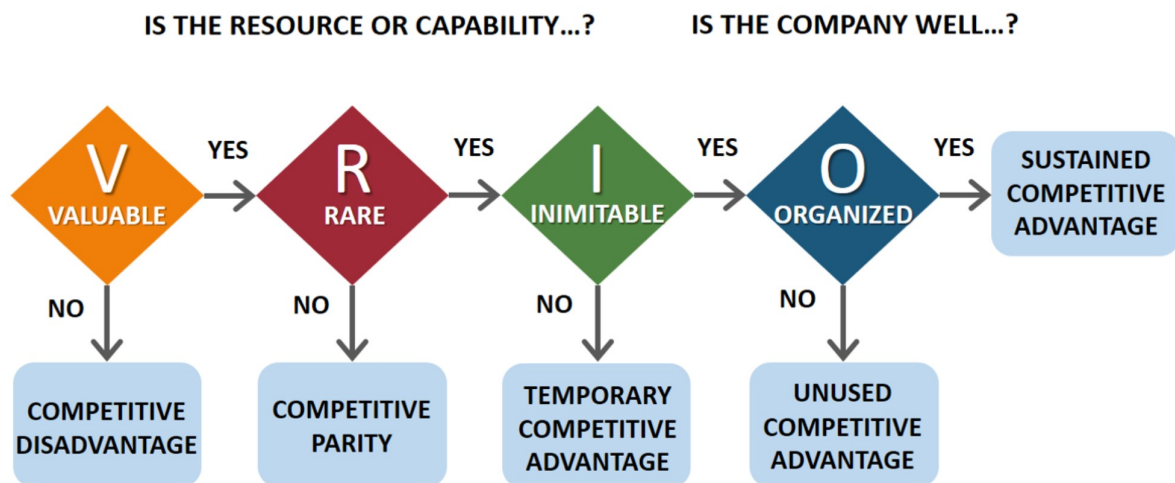 IS THE RESOURCE OR CAPABILITY...?
IS THE COMPANY WELL...?
V
VALUABLE
YES
R
RARE
YES
I
INIMITABLE
YES
O
ORGANIZED
YES
SUSTAINED
COMPETITIVE
ADVANTAGE
NO
NO
NO
NO
COMPETITIVE
DISADVANTAGE
COMPETITIVE
PARITY
TEMPORARY
COMPETITIVE
ADVANTAGE
UNUSED
COMPETITIVE
ADVANTAGE